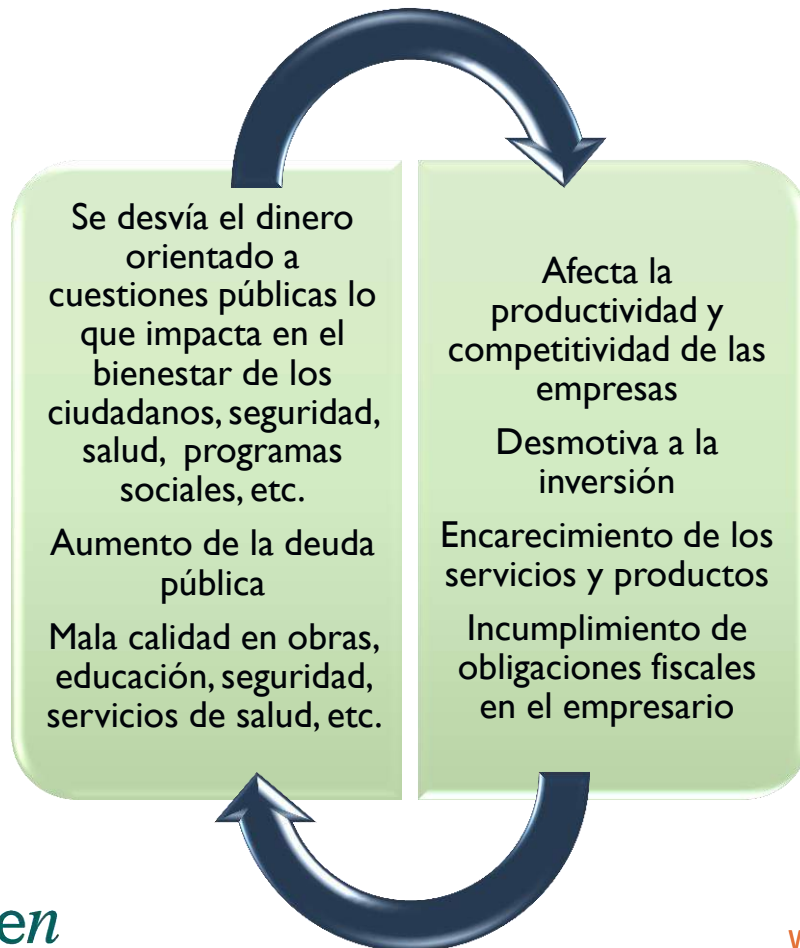 Se desvía el dinero
orientado a
cuestiones públicas lo
que impacta en el
bienestar de los
ciudadanos, seguridad,
salud, programas
sociales, etc.
Aumento de la deuda
pública
Mala calidad en obras,
educación, seguridad,
servicios de salud, etc.
Afecta la
productividad y
competitividad de las
empresas
Desmotiva a la
inversión
Encarecimiento de los
servicios y productos
Incumplimiento de
obligaciones fiscales
en el empresario
en